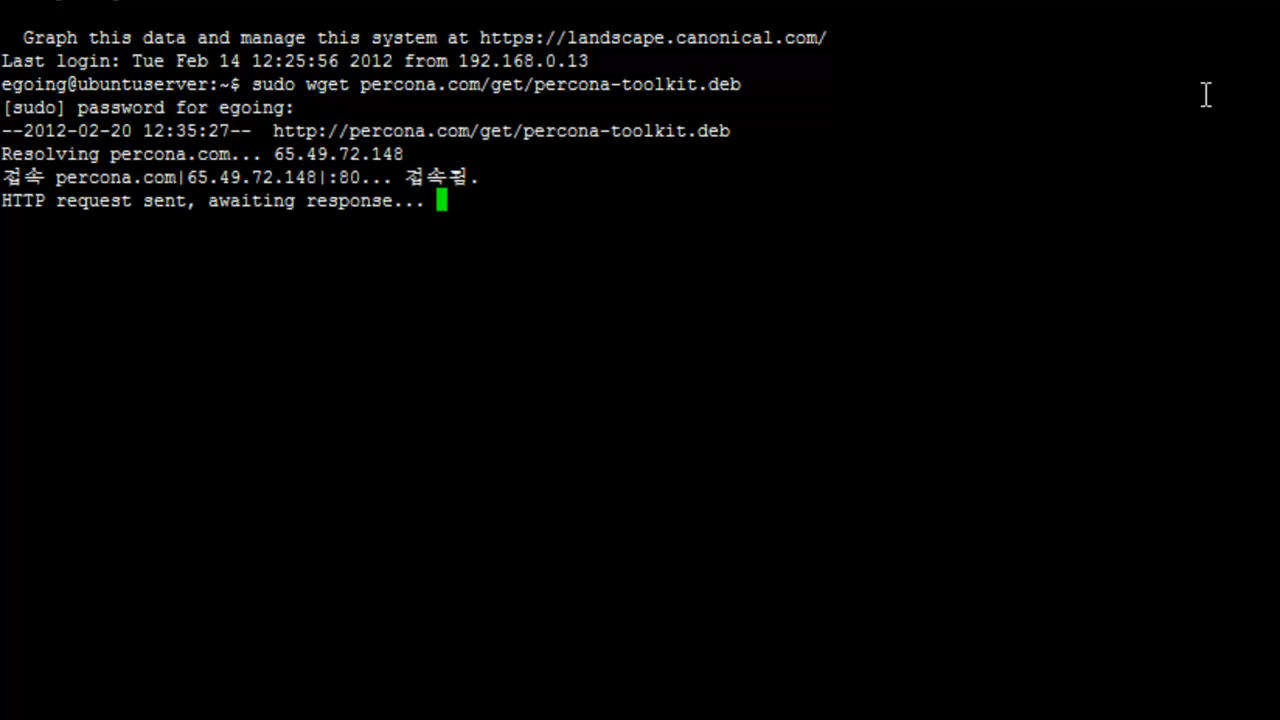 Graph this data and manage this system at https://landscape.canonical.com/
Last login: Tue Feb 14 12:25:56 2012 from 192.168.0.13
egoing@ubuntuserver:~$ sudo wget percona.com/get/percona-toolkit.deb
[sudo] password for egoing:
--2012-02-20 12:35:27--  http://percona.com/get/percona-toolkit.deb
Resolving percona.com... 65.49.72.148
접속 percona.com|65.49.72.148|:80... 접속됨.
HTTP request sent, awaiting response...